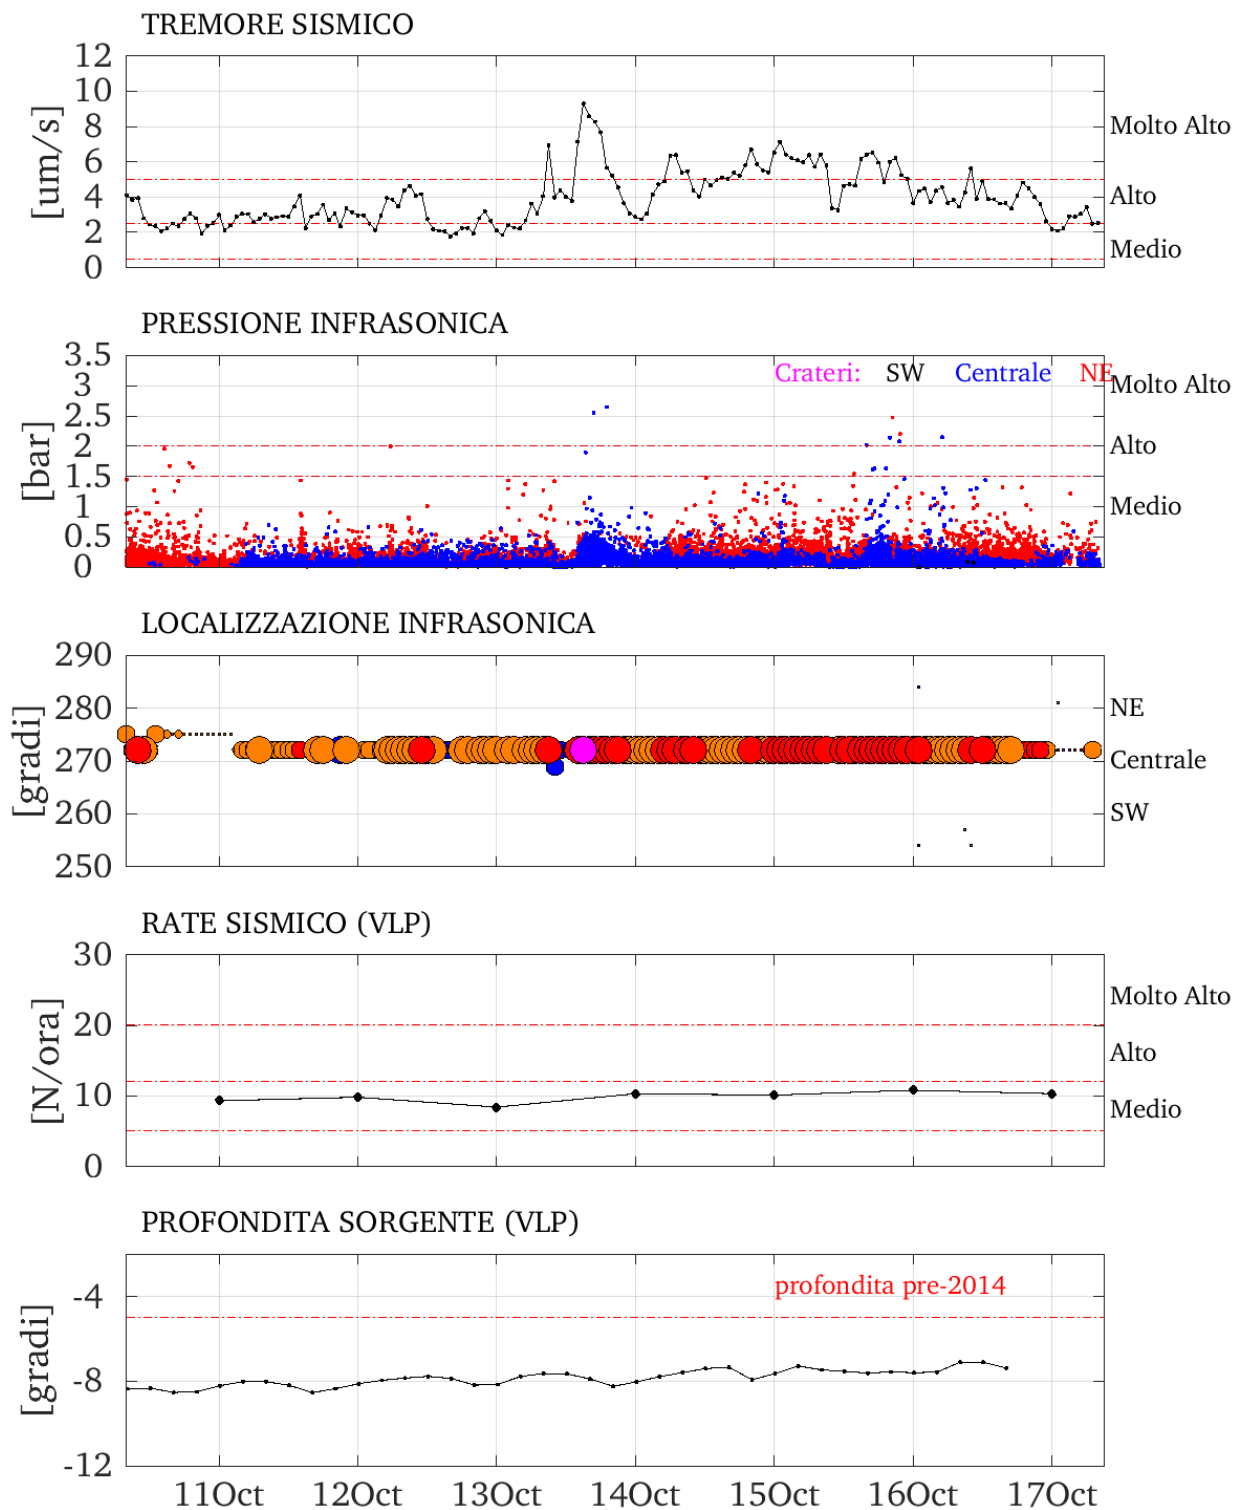 TREMORE SISMICO
12
10
8
6
4
2
0
[um/s]
Molto Alto
Alto
Medio
PRESSIONE INFRASONICA
3.5
3
2.5
2
1.5
1
0.5
0
[bar]
Crateri: SW Centrale NE
Molto Alto
Alto
Medio
LOCALIZZAZIONE INFRASONICA
290
280
270
260
250
[gradi]
NE
Centrale
SW
RATE SISMICO (VLP)
30
20
10
0
[N/ora]
Molto Alto
Alto
Medio
PROFONDITA SORGENTE (VLP)
-4
-8
-12
[gradi]
profondita pre-2014
11Oct 12Oct 13Oct 14Oct 15Oct 16Oct 17Oct